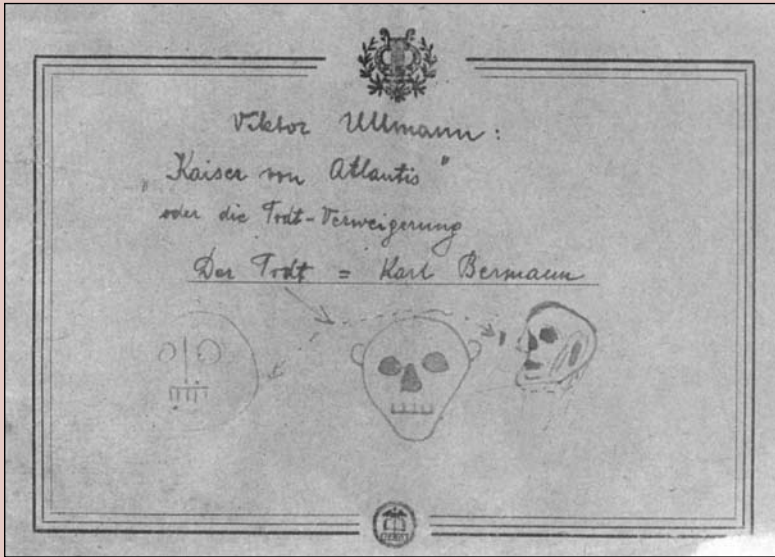 Viktor Ullmann:
„Kaiser von Atlantis"
oder die Todt-Verweigerung
Der Todt = Karl Bermann